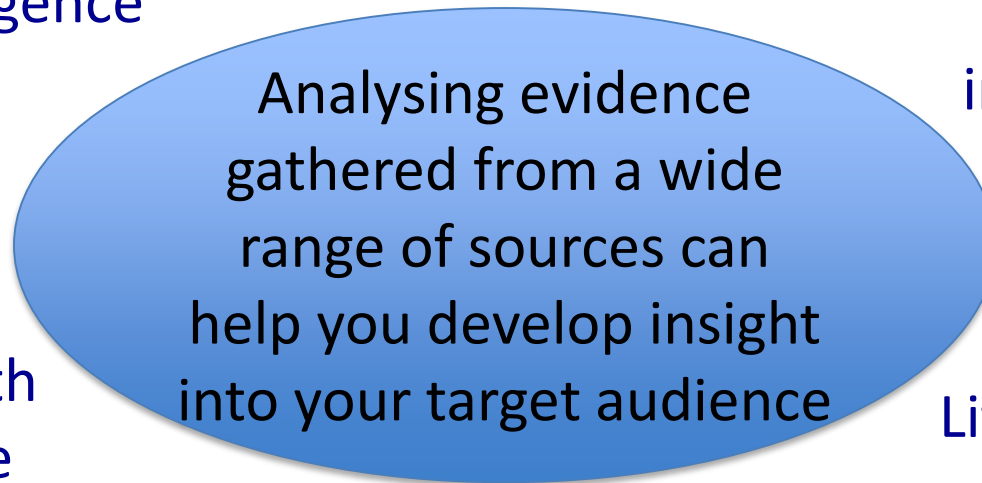 Analysing evidence
gathered from a wide
range of sources can
help you develop insight
into your target audience